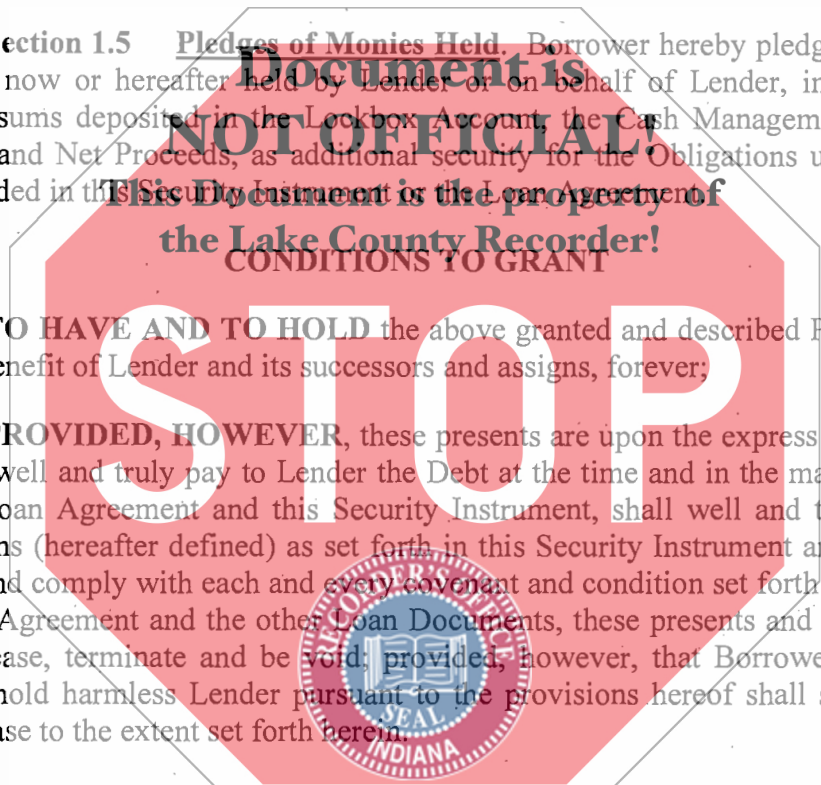 ection 1.5 Pledges of Monies Held. Borrower hereby pledg
now or hereafter held by Lender or on behalf of Lender, in
sums deposited in the Lockbox Account, the Cash Managem
and Net Proceeds, as additional security for the Obligations u
ded in this Security Instrument or the Loan Agreement.
Document is
NOT OFFICIAL!
This Document is the property of
the Lake County Recorder!
CONDITIONS TO GRANT
TO HAVE AND TO HOLD the above granted and described P
enefit of Lender and its successors and assigns, forever;
PROVIDED, HOWEVER, these presents are upon the express
well and truly pay to Lender the Debt at the time and in the ma
oan Agreement and this Security Instrument, shall well and t
ns (hereafter defined) as set forth in this Security Instrument a
nd comply with each and every covenant and condition set forth
Agreement and the other Loan Documents, these presents and
ease, terminate and be void; provided, however, that Borrowe
hold harmless Lender pursuant to the provisions hereof shall s
ase to the extent set forth herein.
STOP
RECORDER'S OFFICE
SEAL
INDIANA